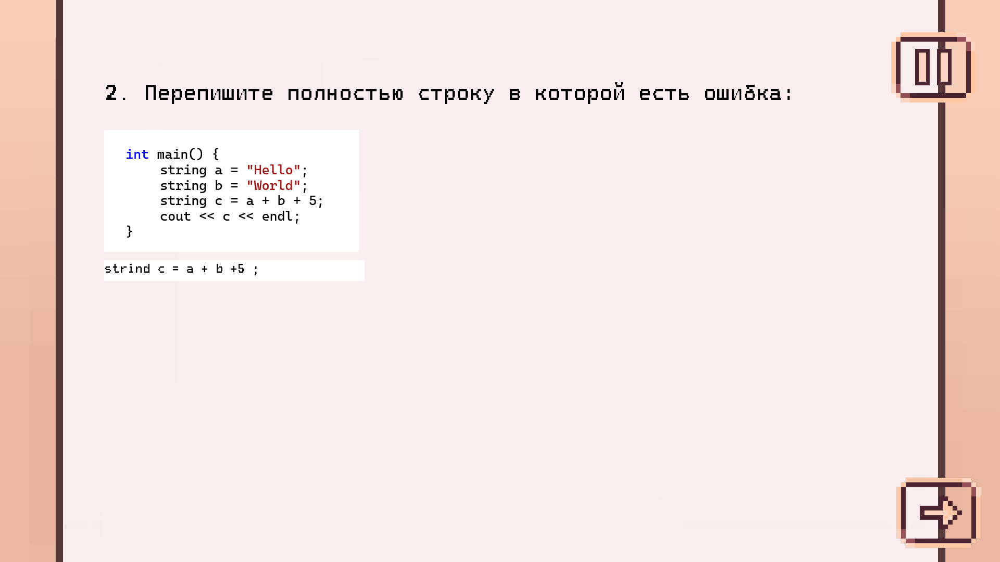 2. Перепишите полностью строку в которой есть ошибка:
int main() {
string a = "Hello";
string b = "World";
string c = a + b + 5;
cout << c << endl;
}
strind c = a + b +5 ;